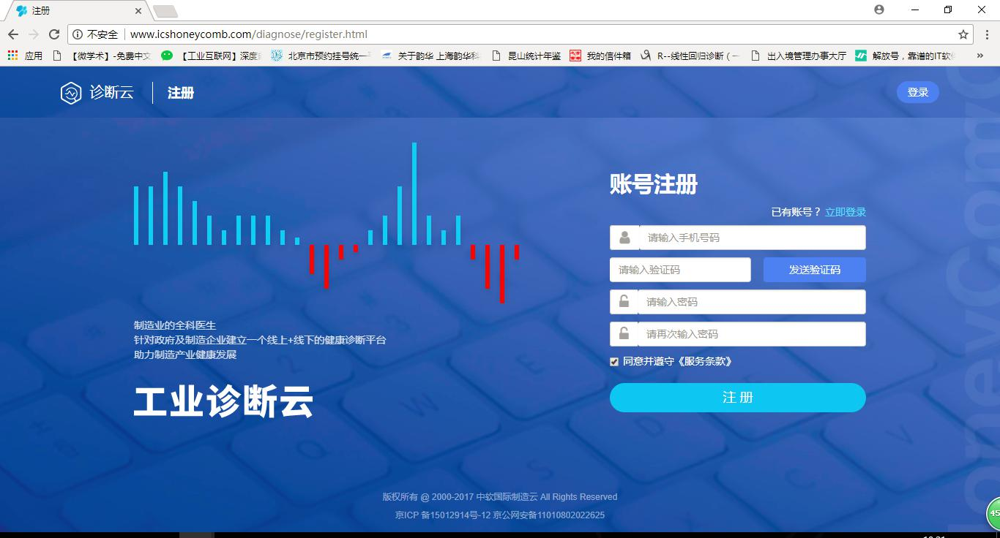 注册
不安全 www.icshoneycomb.com/diagnose/register.html
应用 【微学术】-免费中文 【工业互联网】深度 北京市预约挂号统一 关于韵华 上海韵华科 昆山统计年鉴 我的信件箱 R--线性回归诊断（一 出入境管理办事大厅 解放号，靠谱的IT软件 »
诊断云 注册 登录
账号注册
已有账号？ 立即登录
请输入手机号码
请输入验证码 发送验证码
请输入密码
请再次输入密码
同意并遵守《服务条款》
注 册
制造业的全科医生
针对政府及制造企业建立一个线上+线下的健康诊断平台
助力制造产业健康发展
工业诊断云
版权所有 @ 2000-2017 中软国际制造云 All Rights Reserved
京ICP 备15012914号-12 京公网安备11010802022625
45